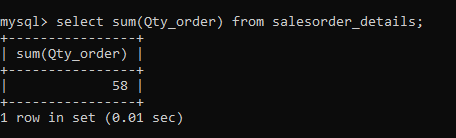 mysql> select sum(Qty_order) from salesorder_details;
+----------------+
| sum(Qty_order) |
+----------------+
|             58 |
+----------------+
1 row in set (0.01 sec)